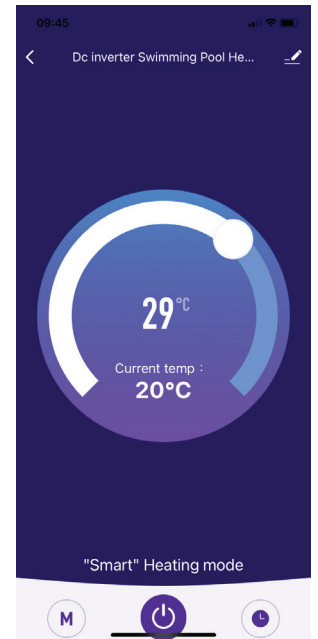 09:45
Dc inverter Swimming Pool He...
29°C
Current temp :
20°C
"Smart" Heating mode
M